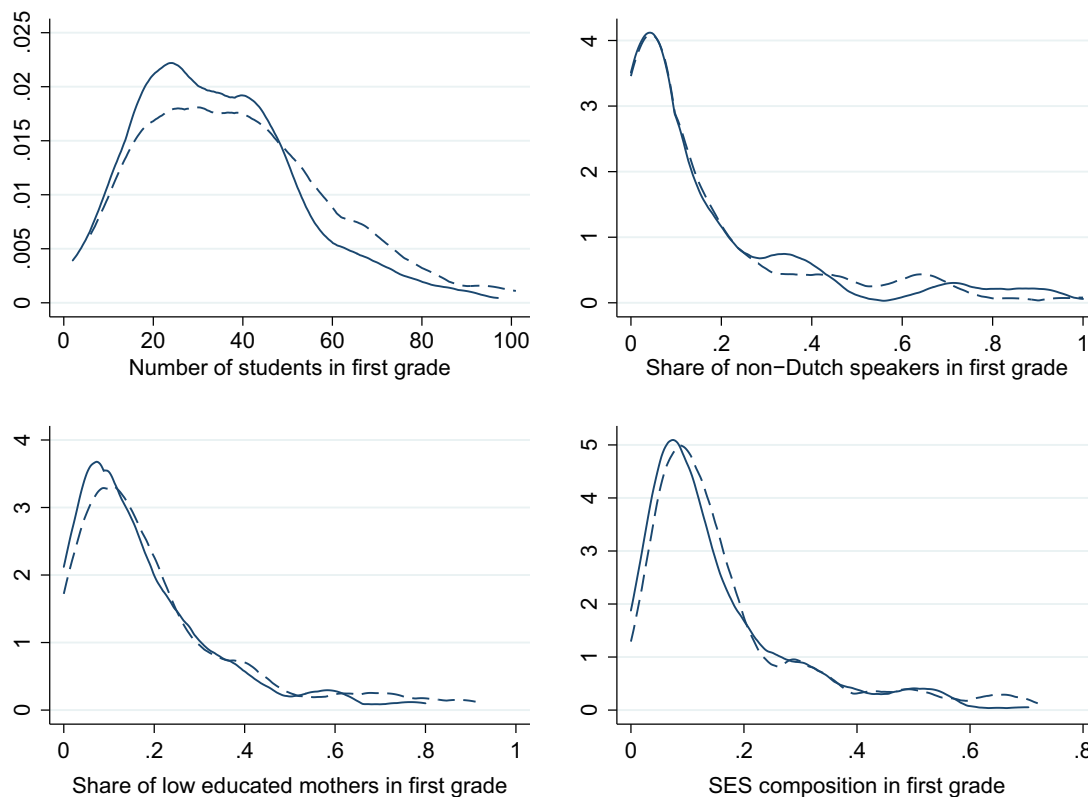 .025
.02
.015
.01
.005
0
0 20 40 60 80 100
Number of students in first grade
4
3
2
1
0
0 .2 .4 .6 .8 1
Share of non−Dutch speakers in first grade
4
3
2
1
0
0 .2 .4 .6 .8 1
Share of low educated mothers in first grade
5
4
3
2
1
0
0 .2 .4 .6 .8
SES composition in first grade